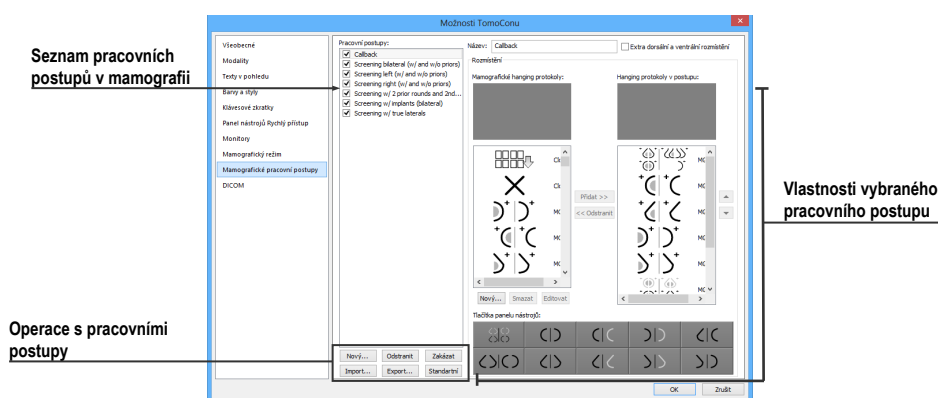 Možnosti TomoConu
Seznam pracovních
postupů v mamografii
Operace s pracovními
postupy
Všeobecné
Modality
Texty v pohledu
Barvy a styly
Klávesové zkratky
Panel nástrojů Rychlý přístup
Monitory
Mamografický režim
Mamografické pracovní postupy
DICOM
Pracovní postupy:
Callback
Screening bilateral (w/ and w/o priors)
Screening left (w/ and w/o priors)
Screening right (w/ and w/o priors)
Screening w/ 2 prior rounds and 2nd...
Screening w/ implants (bilateral)
Screening w/ true laterals
Nový... Odstranit Zakázat
Import... Export... Standartní
Název: Callback Extra dorsální a ventrální rozmístění
Rozmístění
Mamografické hanging protokoly: Hanging protokoly v postupu:
Přidat >>
<< Odstranit
Nový... Smazat Editovat
Tlačítka panelu nástrojů:
OK Zrušit
Vlastnosti vybraného
pracovního postupu